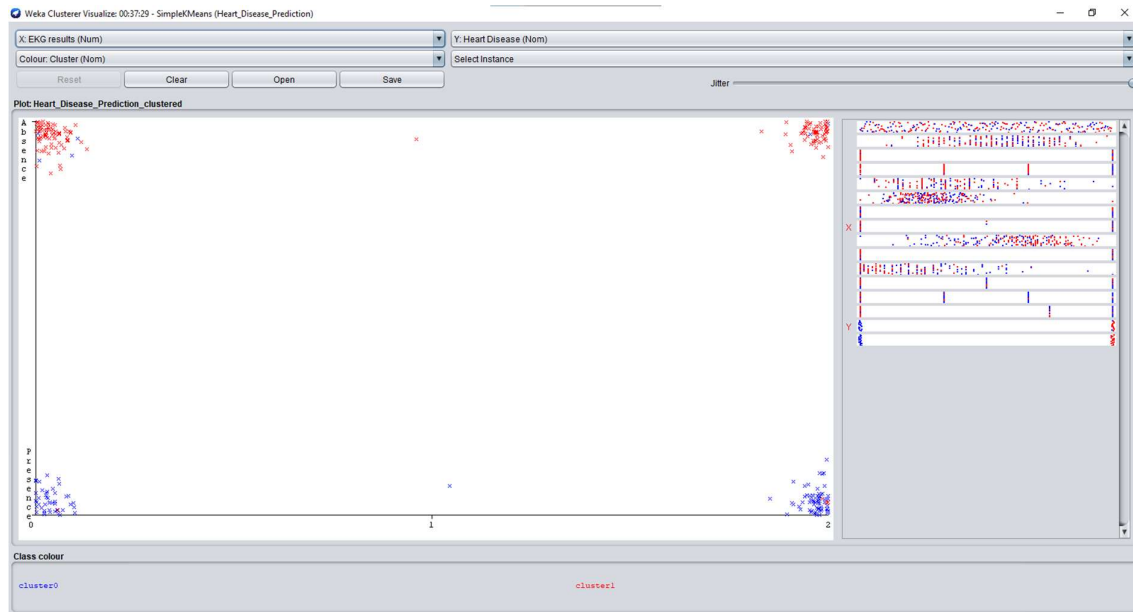 Weka Clusterer Visualize: 00:37:29 - SimpleKMeans (Heart_Disease_Prediction)
X: EKG results (Num)
Y: Heart Disease (Nom)
Colour: Cluster (Nom)
Select Instance
Reset
Clear
Open
Save
Jitter
Plot: Heart_Disease_Prediction_clustered
Absence
Presence
0
1
2
X
Y
Class colour
cluster0
cluster1